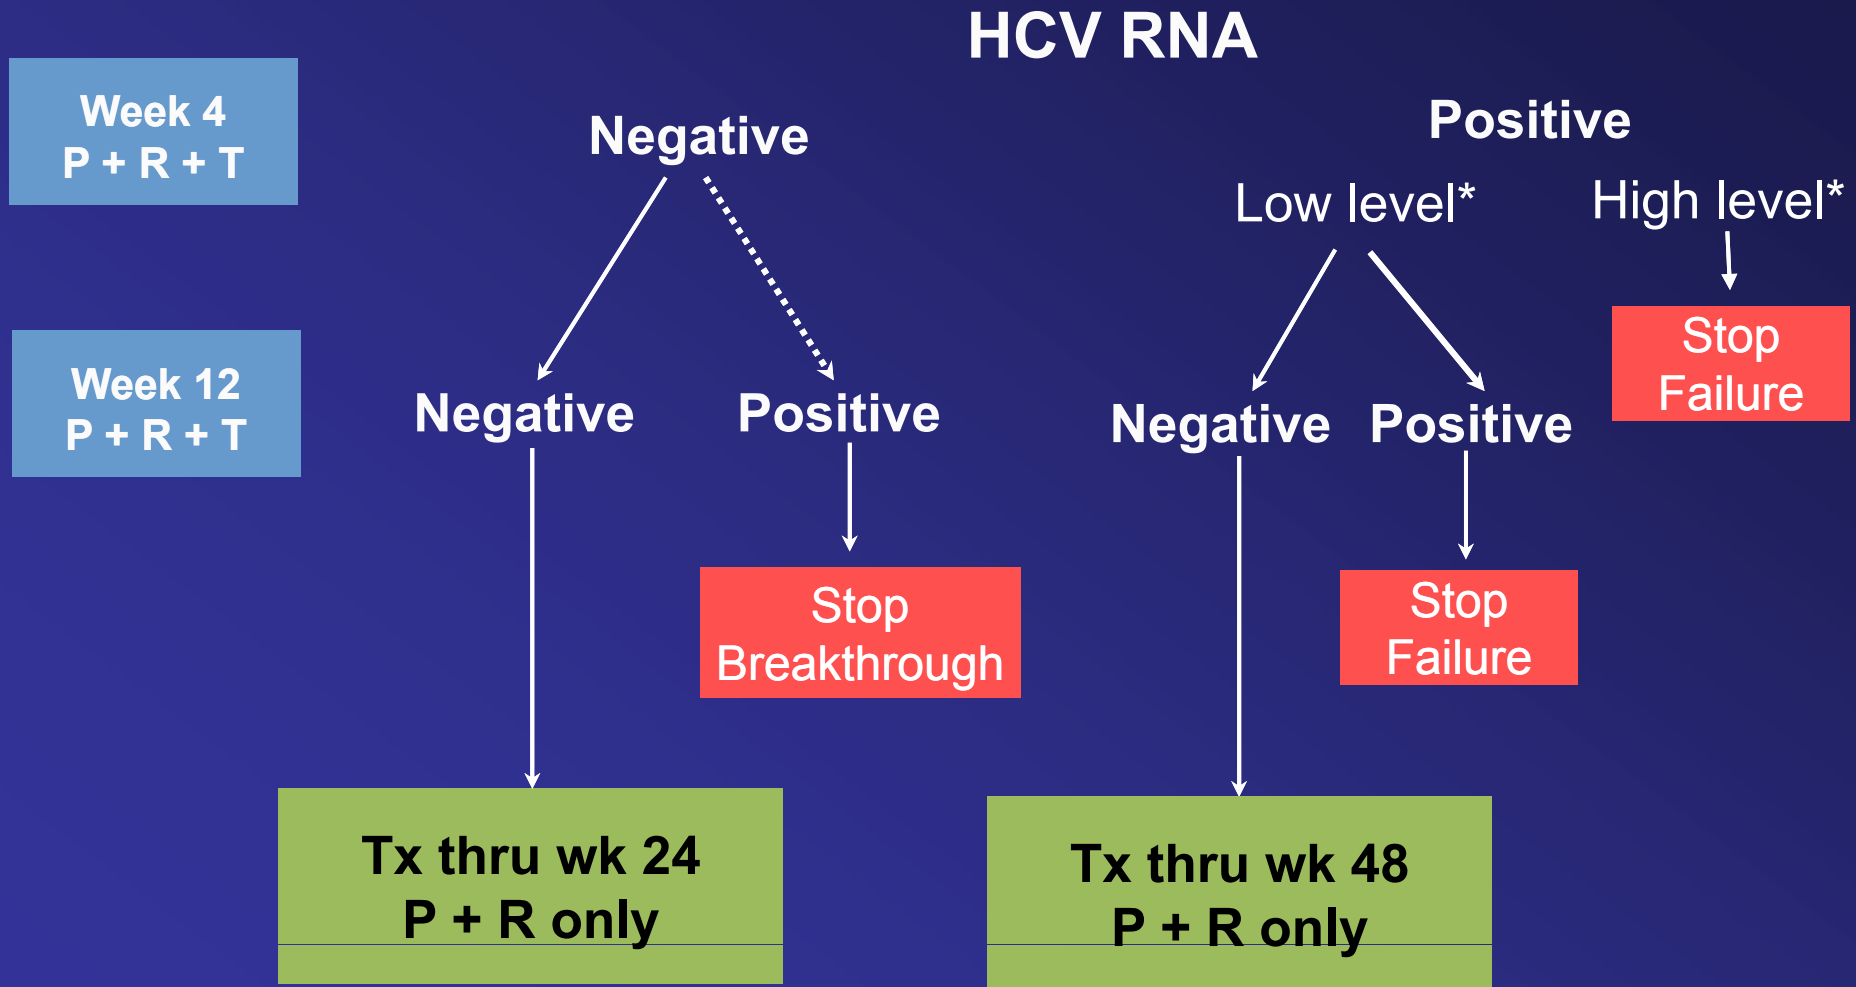 HCV RNA
Week 4
P + R + T
Negative
Positive
Low level*
High level*
Stop
Failure
Week 12
P + R + T
Negative
Positive
Negative
Positive
Stop
Breakthrough
Stop
Failure
Tx thru wk 24
P + R only
Tx thru wk 48
P + R only